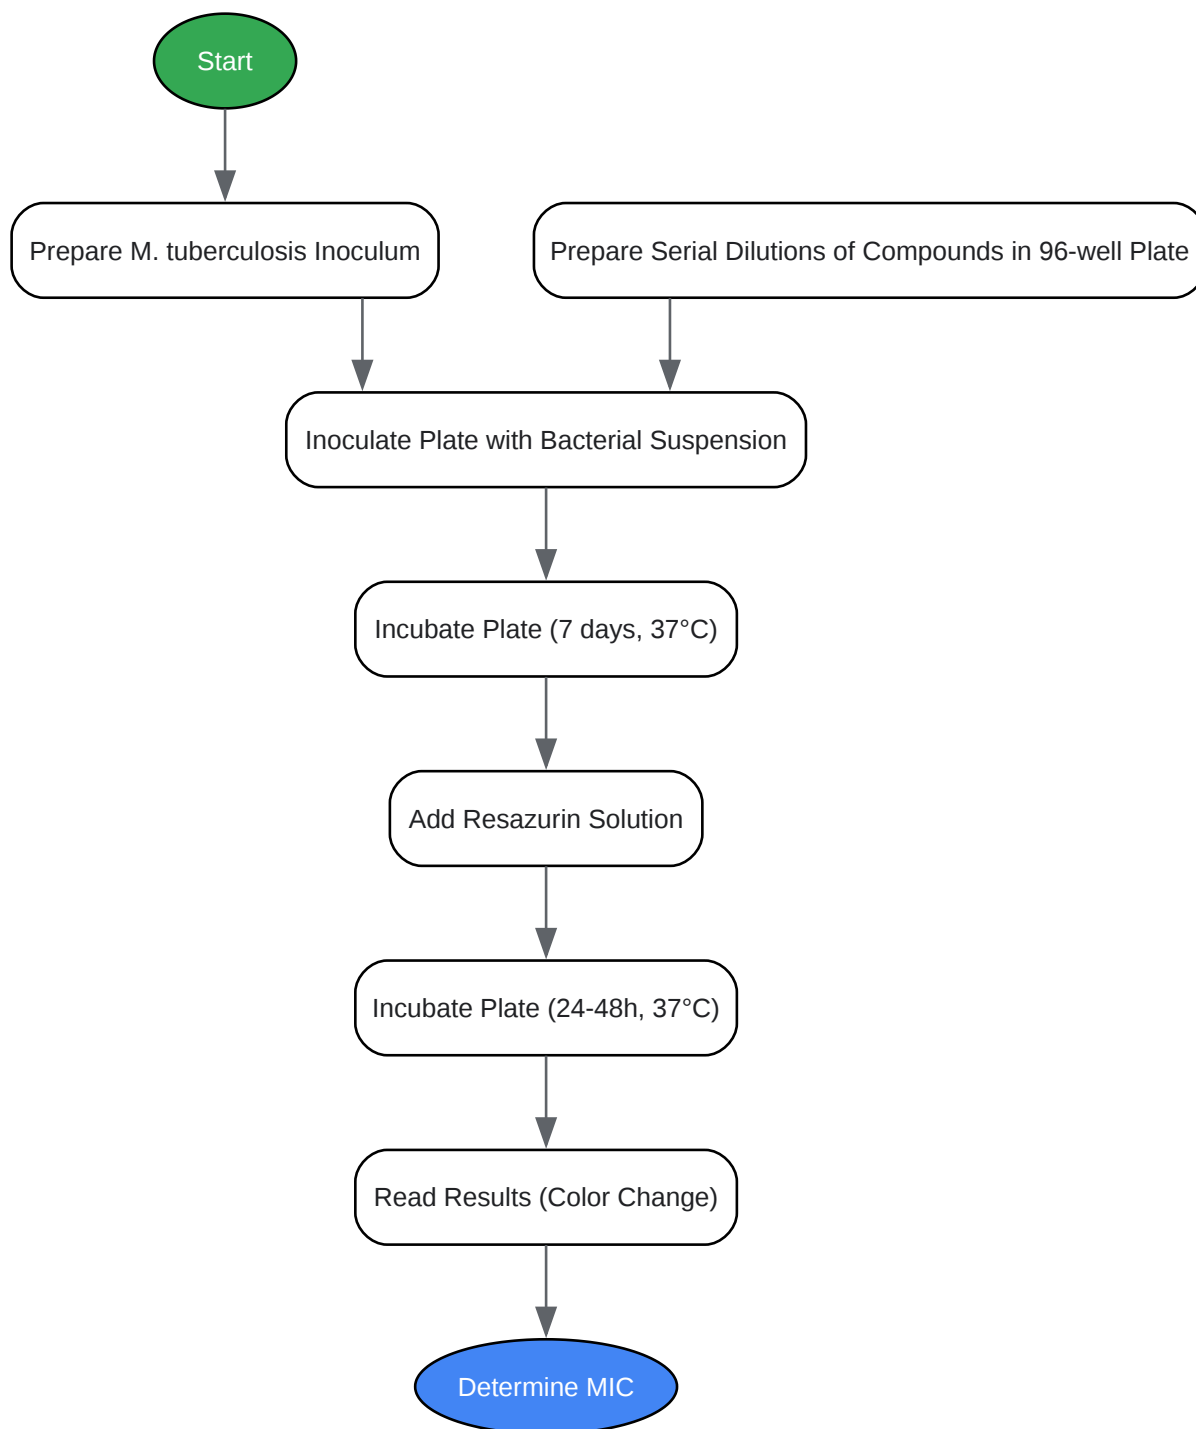 Start
Prepare M. tuberculosis Inoculum
Prepare Serial Dilutions of Compounds in 96-well Plate
Inoculate Plate with Bacterial Suspension
Incubate Plate (7 days, 37°C)
Add Resazurin Solution
Incubate Plate (24-48h, 37°C)
Read Results (Color Change)
Determine MIC